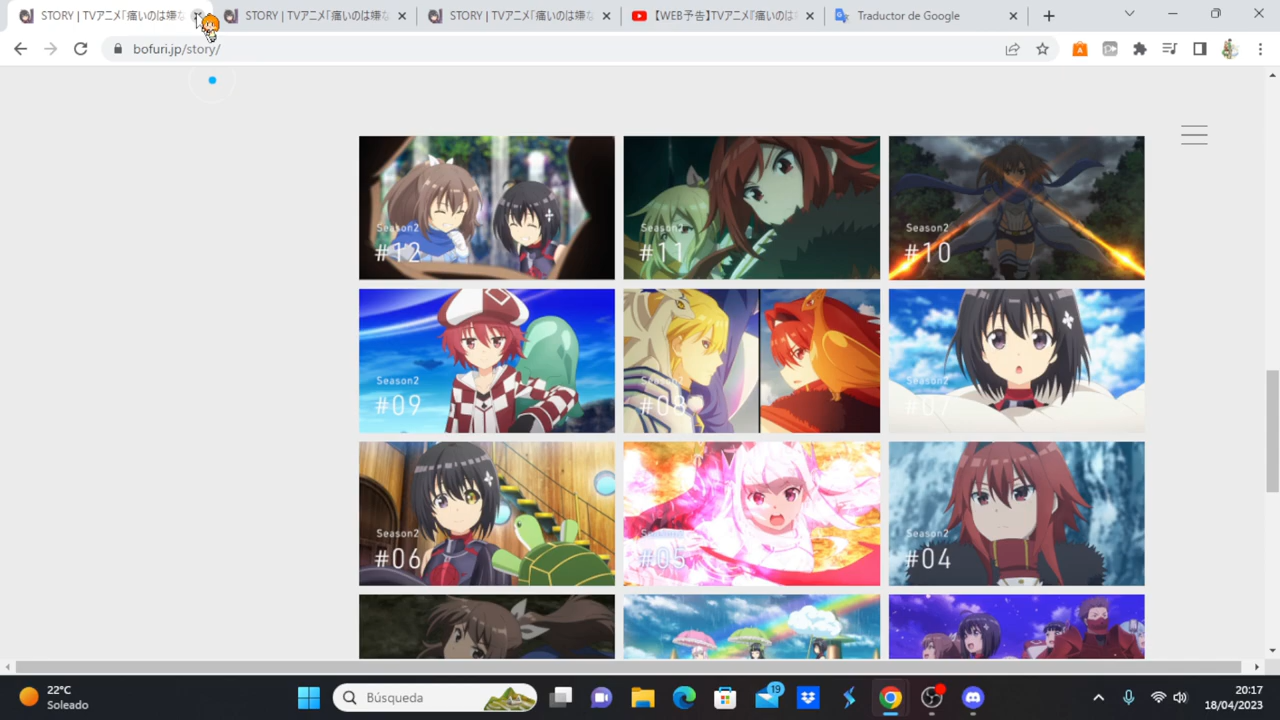 STORY | TVアニメ「痛いのは嫌な
STORY | TVアニメ「痛いのは嫌な
STORY | TVアニメ「痛いのは嫌な
【WEB予告】TVアニメ『痛いのは
Traductor de Google
bofuri.jp/story/
Season2
#12
Season2
#11
Season2
#10
Season2
#09
Season2
#08
Season2
#07
Season2
#06
Season2
#05
Season2
#04
22°C
Soleado
Búsqueda
19
20:17
18/04/2023